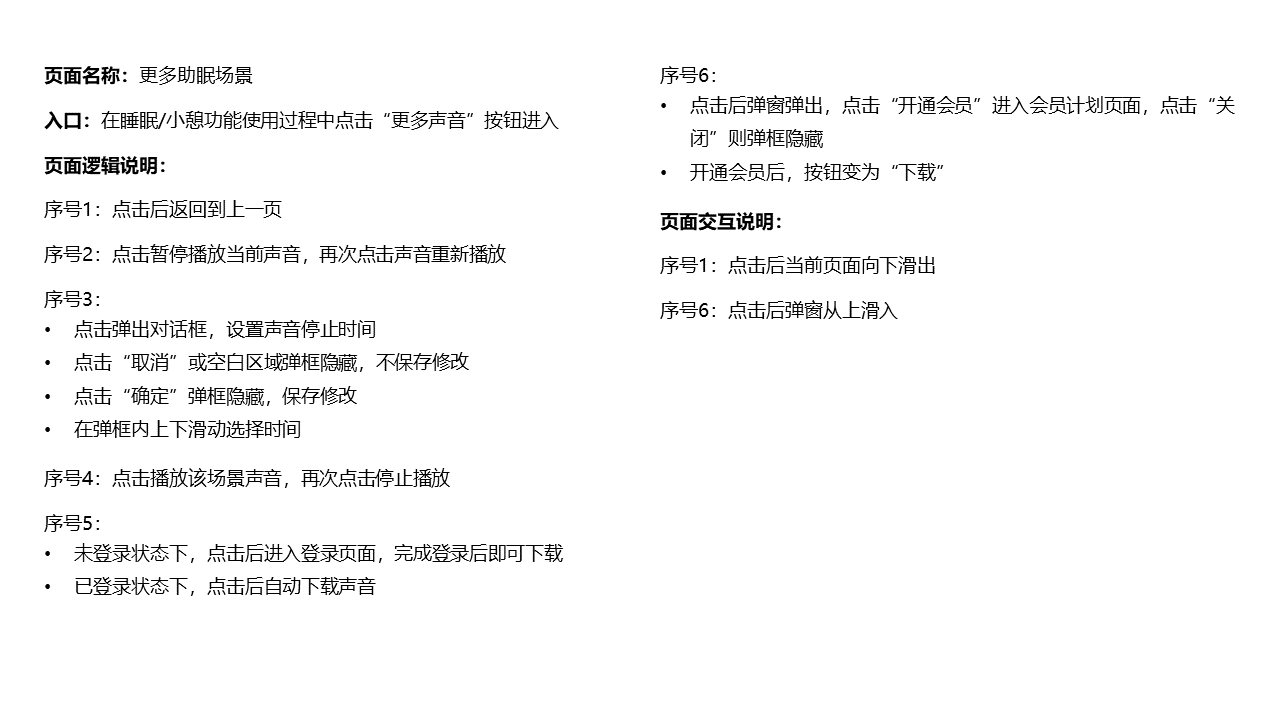 页面名称：更多助眠场景
入口：在睡眠/小憩功能使用过程中点击“更多声音”按钮进入
页面逻辑说明：
序号1：点击后返回到上一页
序号2：点击暂停播放当前声音，再次点击声音重新播放
序号3：
• 点击弹出对话框，设置声音停止时间
• 点击“取消”或空白区域弹框隐藏，不保存修改
• 点击“确定”弹框隐藏，保存修改
• 在弹框内上下滑动选择时间
序号4：点击播放该场景声音，再次点击停止播放
序号5：
• 未登录状态下，点击后进入登录页面，完成登录后即可下载
• 已登录状态下，点击后自动下载声音
序号6：
• 点击后弹窗弹出，点击“开通会员”进入会员计划页面，点击“关
闭”则弹框隐藏
• 开通会员后，按钮变为“下载”
页面交互说明：
序号1：点击后当前页面向下滑出
序号6：点击后弹窗从上滑入